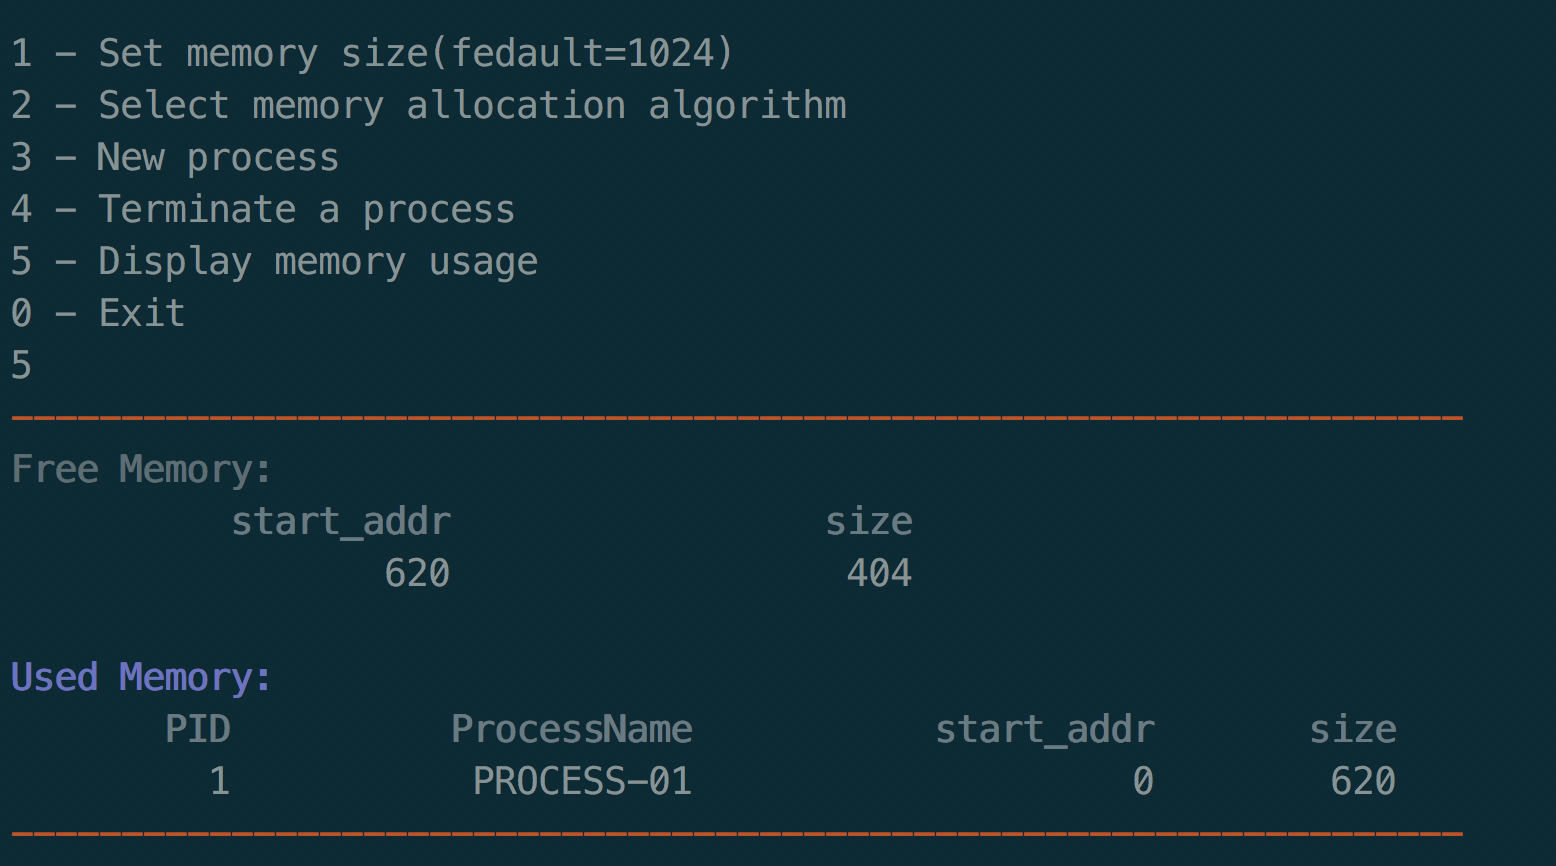 1 – Set memory size(fedault=1024)
2 – Select memory allocation algorithm
3 – New process
4 – Terminate a process
5 – Display memory usage
0 – Exit
5
------------------------------------------------------------------
Free Memory:
start_addr size
620 404
Used Memory:
PID ProcessName start_addr size
1 PROCESS–01 0 620
------------------------------------------------------------------